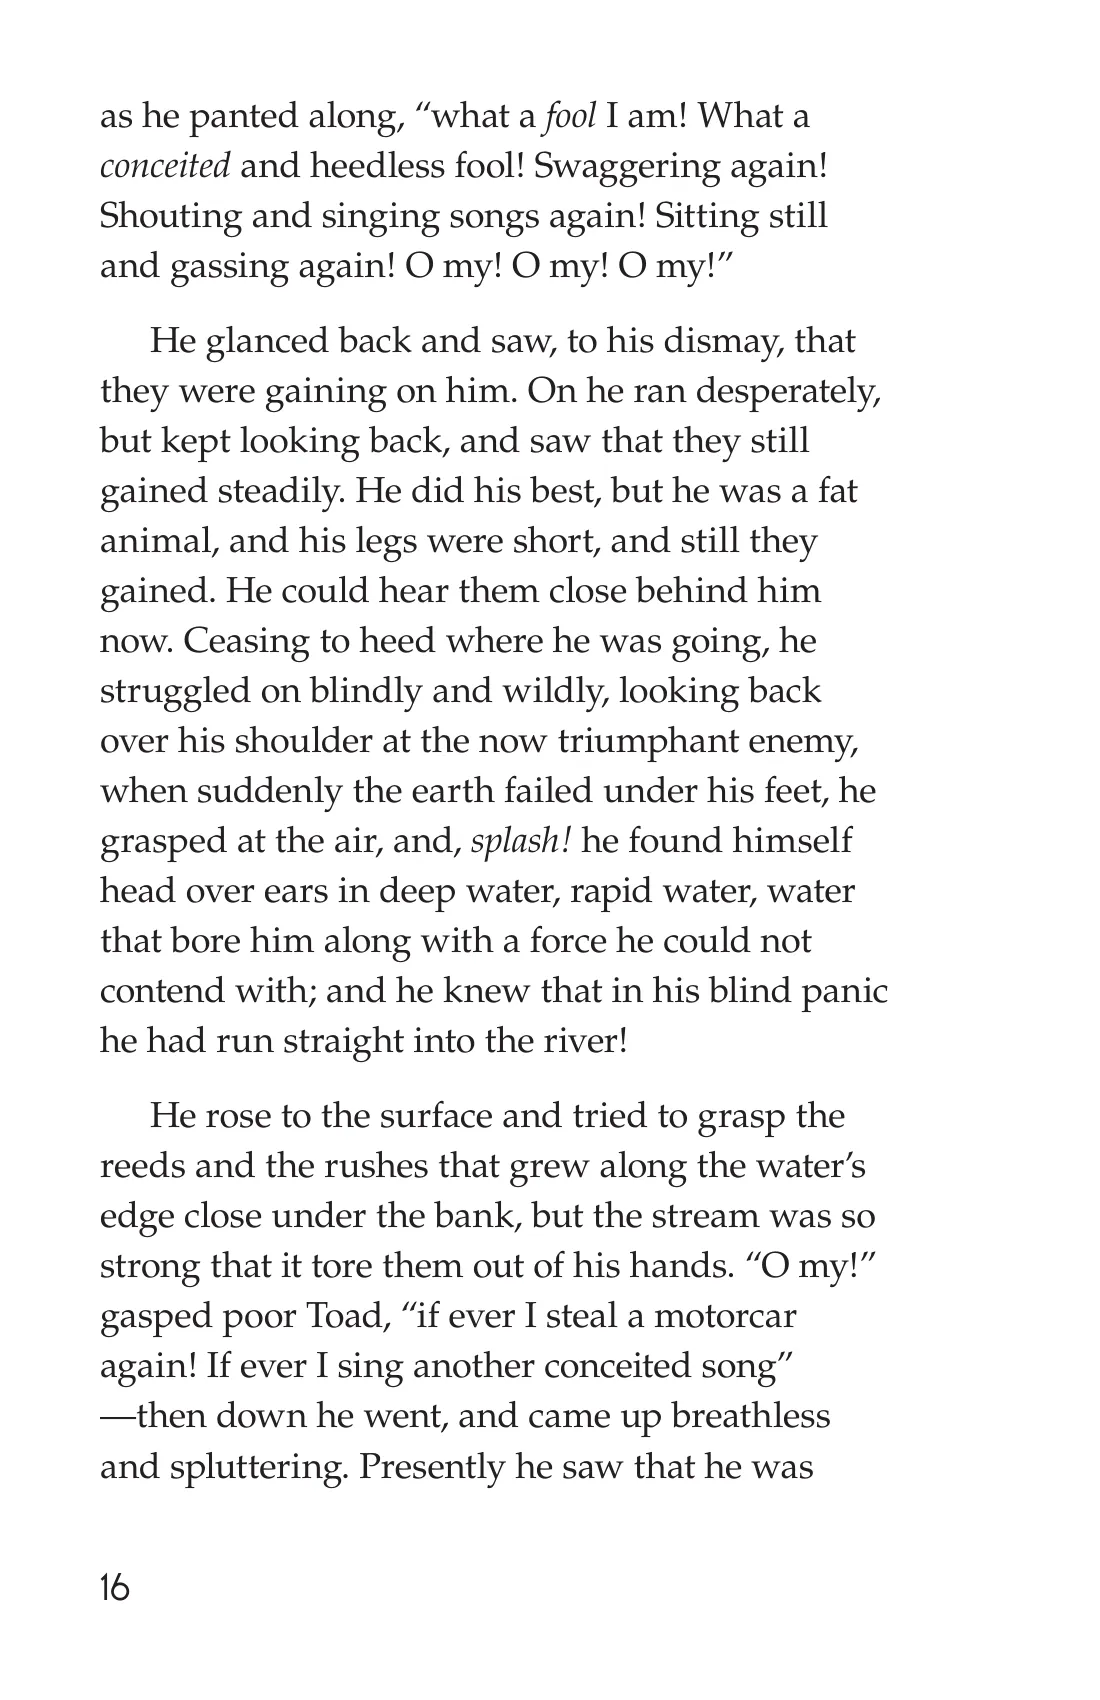 as he panted along, “what a fool I am! What a
conceited and heedless fool! Swaggering again!
Shouting and singing songs again! Sitting still
and gassing again! O my! O my! O my!”
He glanced back and saw, to his dismay, that
they were gaining on him. On he ran desperately,
but kept looking back, and saw that they still
gained steadily. He did his best, but he was a fat
animal, and his legs were short, and still they
gained. He could hear them close behind him
now. Ceasing to heed where he was going, he
struggled on blindly and wildly, looking back
over his shoulder at the now triumphant enemy,
when suddenly the earth failed under his feet, he
grasped at the air, and, splash! he found himself
head over ears in deep water, rapid water, water
that bore him along with a force he could not
contend with; and he knew that in his blind panic
he had run straight into the river!
He rose to the surface and tried to grasp the
reeds and the rushes that grew along the water’s
edge close under the bank, but the stream was so
strong that it tore them out of his hands. “O my!”
gasped poor Toad, “if ever I steal a motorcar
again! If ever I sing another conceited song”
—then down he went, and came up breathless
and spluttering. Presently he saw that he was
16